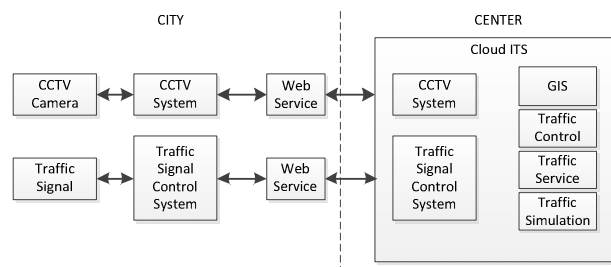 CITY
CENTER
Cloud ITS
CCTV
Camera
CCTV
System
Web
Service
CCTV
System
GIS
Traffic
Control
Traffic
Signal
Traffic
Signal
Control
System
Web
Service
Traffic
Signal
Control
System
Traffic
Service
Traffic
Simulation